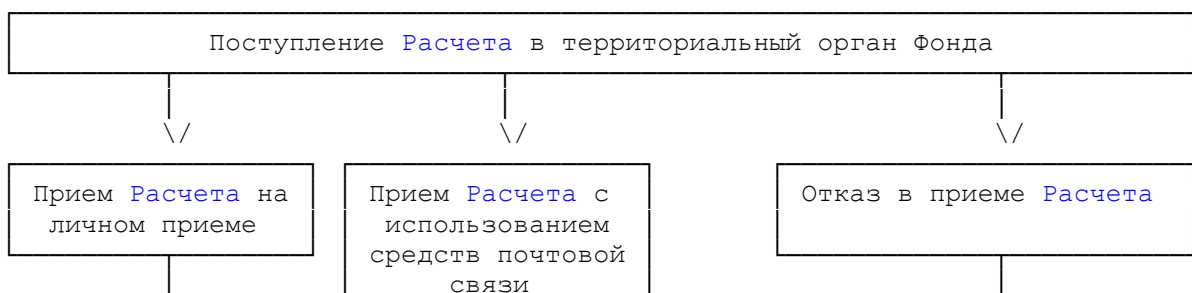 Поступление Расчета в территориальный орган Фонда
Прием Расчета на
личном приеме
Прием Расчета с
использованием
средств почтовой
связи
Отказ в приеме Расчета